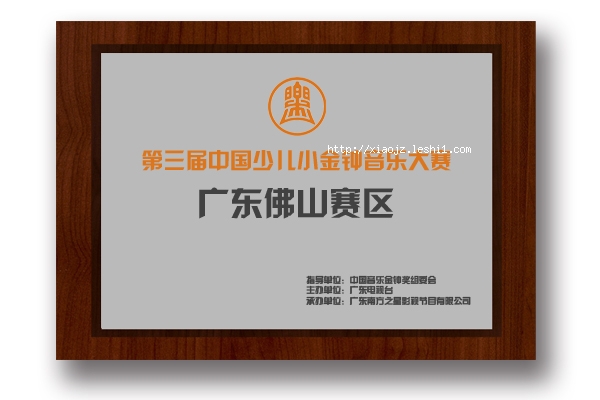 http://xiaojz.leshi1.com
第三届中国少儿小金钟音乐大赛
广东佛山赛区
指导单位：中国音乐金钟奖组委会
主办单位：广东电视台
承办单位：广东南方之星影视节目有限公司